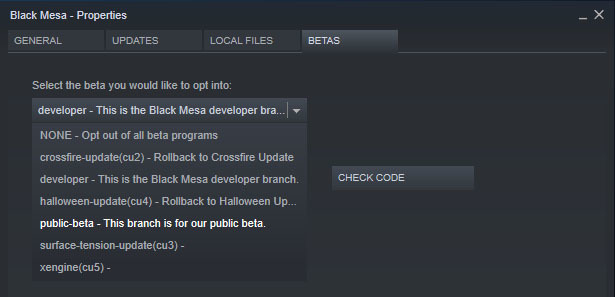 Black Mesa - Properties
GENERAL UPDATES LOCAL FILES BETAS
Select the beta you would like to opt into:
developer - This is the Black Mesa developer bra...
NONE - Opt out of all beta programs
crossfire-update(cu2) - Rollback to Crossfire Update
developer - This is the Black Mesa developer branch.
CHECK CODE
halloween-update(cu4) - Rollback to Halloween Up...
public-beta - This branch is for our public beta.
surface-tension-update(cu3) -
xengine(cu5) -